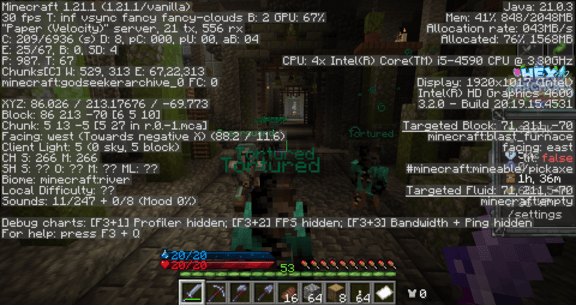 Minecraft 1.21.1 (1.21.1/vanilla)
30 fps T: inf vsync fancy fancy-clouds B: 2 GPU: 67%
"Paper (Velocity)" server, 21 tx, 556 rx
C: 209/6936 (s) D: 8, pC: 000, pU: 00, aB: 04
E: 25/67, B: 0, SD: 4
P: 987. T: 67
Chunks[C] W: 529, 313 E: 67,22,313
minecraft:godseekerarchive_0 FC: 0
XYZ: 86.026 / 213.17676 / -69.773
Block: 86 213 -70 [6 5 10]
Chunk: 5 13 -5 [5 27 in r.0.-1.mca]
Facing: west (Towards negative X) (88.2 / 11.6)
Client Light: 5 (0 sky, 5 block)
CH S: 266 M: 266
SH S: ?? O: ?? M: ?? ML: ??
Biome: minecraft:river
Local Difficulty: ??
Sounds: 11/247 + 0/8 (Mood 0%)
Debug charts: [F3+1] Profiler hidden; [F3+2] FPS hidden; [F3+3] Bandwidth + Ping hidden
For help: press F3 + Q
Java: 21.0.3
Mem: 41% 848/2048MB
Allocation rate: 043MB/s
Allocated: 76% 1568MB
CPU: 4x Intel(R) Core(TM) i5-4590 CPU @ 3.30GHz
Display: 1920x1017 (Intel)
Intel(R) HD Graphics 4600
3.2.0 - Build 20.19.15.4531
Targeted Block: 71, 211, -70
minecraft:blast_furnace
facing: east
lit: false
#minecraft:mineable/pickaxe
1h, 36m
Targeted Fluid: 71, 211, -70
minecraft:empty
/settings
HEX
Tortured
Tortured
Tortured
20/20
20/20
53
16
64
8
64
0